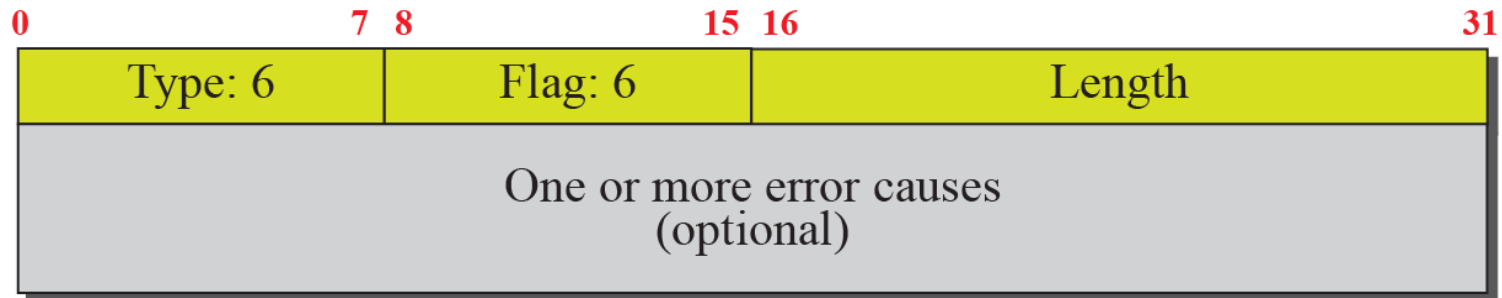 0 7 8 15 16 31
Type: 6 Flag: 6 Length
One or more error causes
(optional)